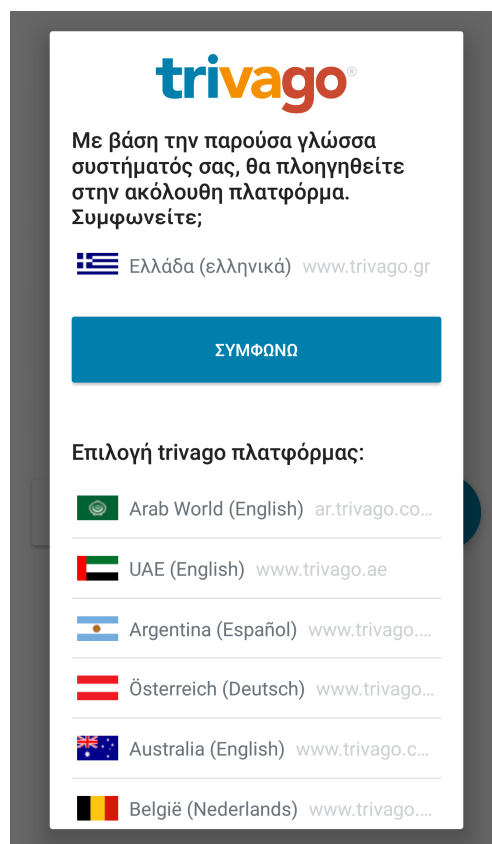 trivago®
Με βάση την παρούσα γλώσσα
συστήματός σας, θα πλοηγηθείτε
στην ακόλουθη πλατφόρμα.
Συμφωνείτε;
Ελλάδα (ελληνικά) www.trivago.gr
ΣΥΜΦΩΝΩ
Επιλογή trivago πλατφόρμας:
Arab World (English) ar.trivago.co...
UAE (English) www.trivago.ae
Argentina (Español) www.trivago....
Österreich (Deutsch) www.trivago...
Australia (English) www.trivago.c...
België (Nederlands) www.trivago....